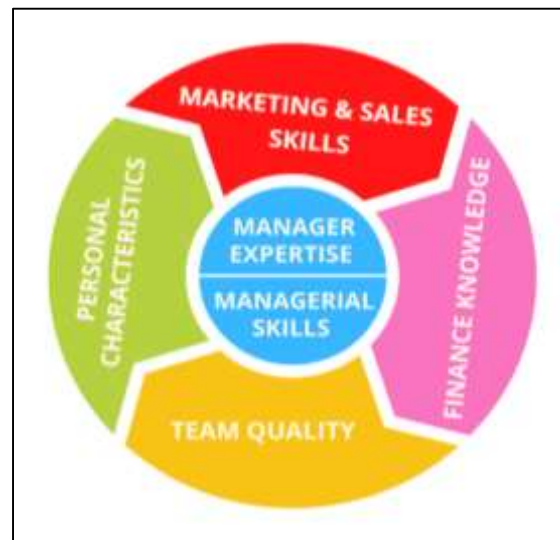 MARKETING & SALES
SKILLS
PERSONAL
CHARACTERISTICS
MANAGER
EXPERTISE
MANAGERIAL
SKILLS
FINANCE KNOWLEDGE
TEAM QUALITY